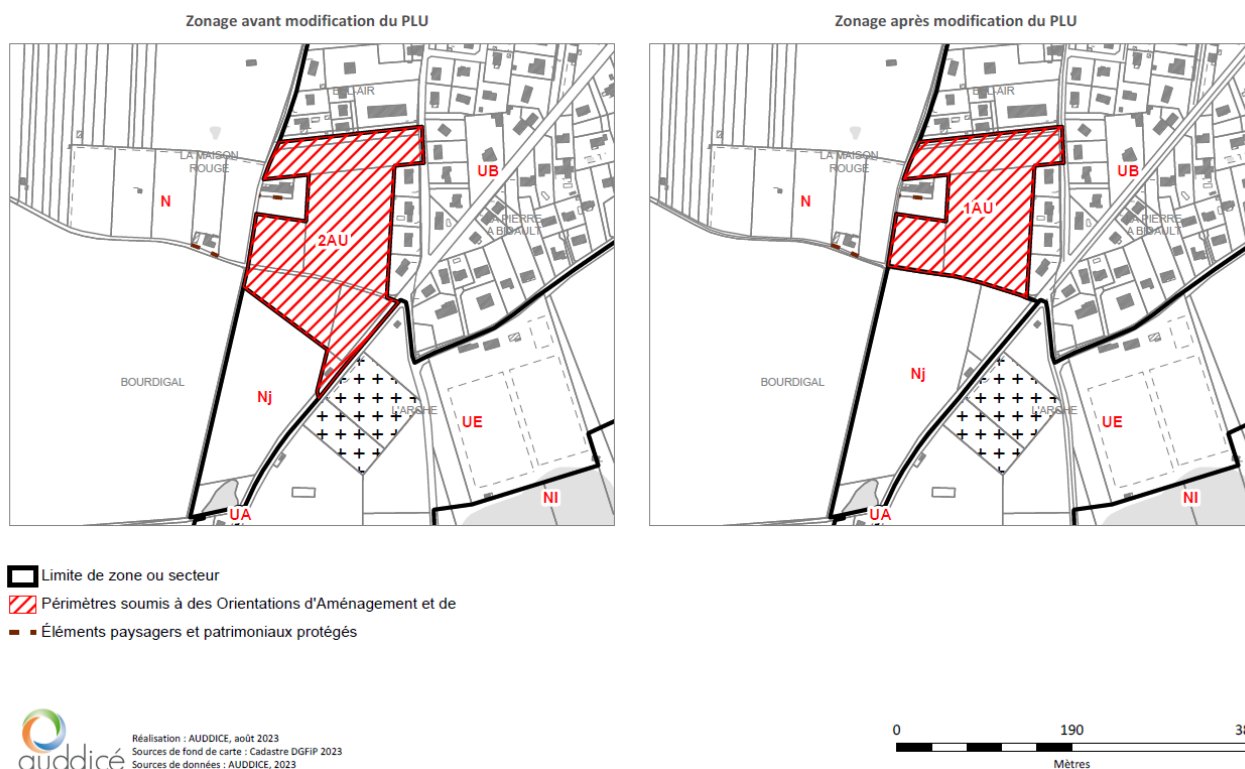 Zonage avant modification du PLU
Zonage après modification du PLU
BEL-AIR
LA MAISON
ROUGE
N
UB
LA PIERRE
A BIDAULT
2AU
BOURDIGAL
Nj
L'ARCHE
UE
NI
UA
BEL-AIR
LA MAISON
ROUGE
N
UB
LA PIERRE
A BIDAULT
1AU
BOURDIGAL
Nj
L'ARCHE
UE
NI
UA
Limite de zone ou secteur
Périmètres soumis à des Orientations d'Aménagement et de
Éléments paysagers et patrimoniaux protégés
auddicé
Réalisation : AUDDICE, août 2023
Sources de fond de carte : Cadastre DGFiP 2023
Sources de données : AUDDICE, 2023
0 190
Mètres